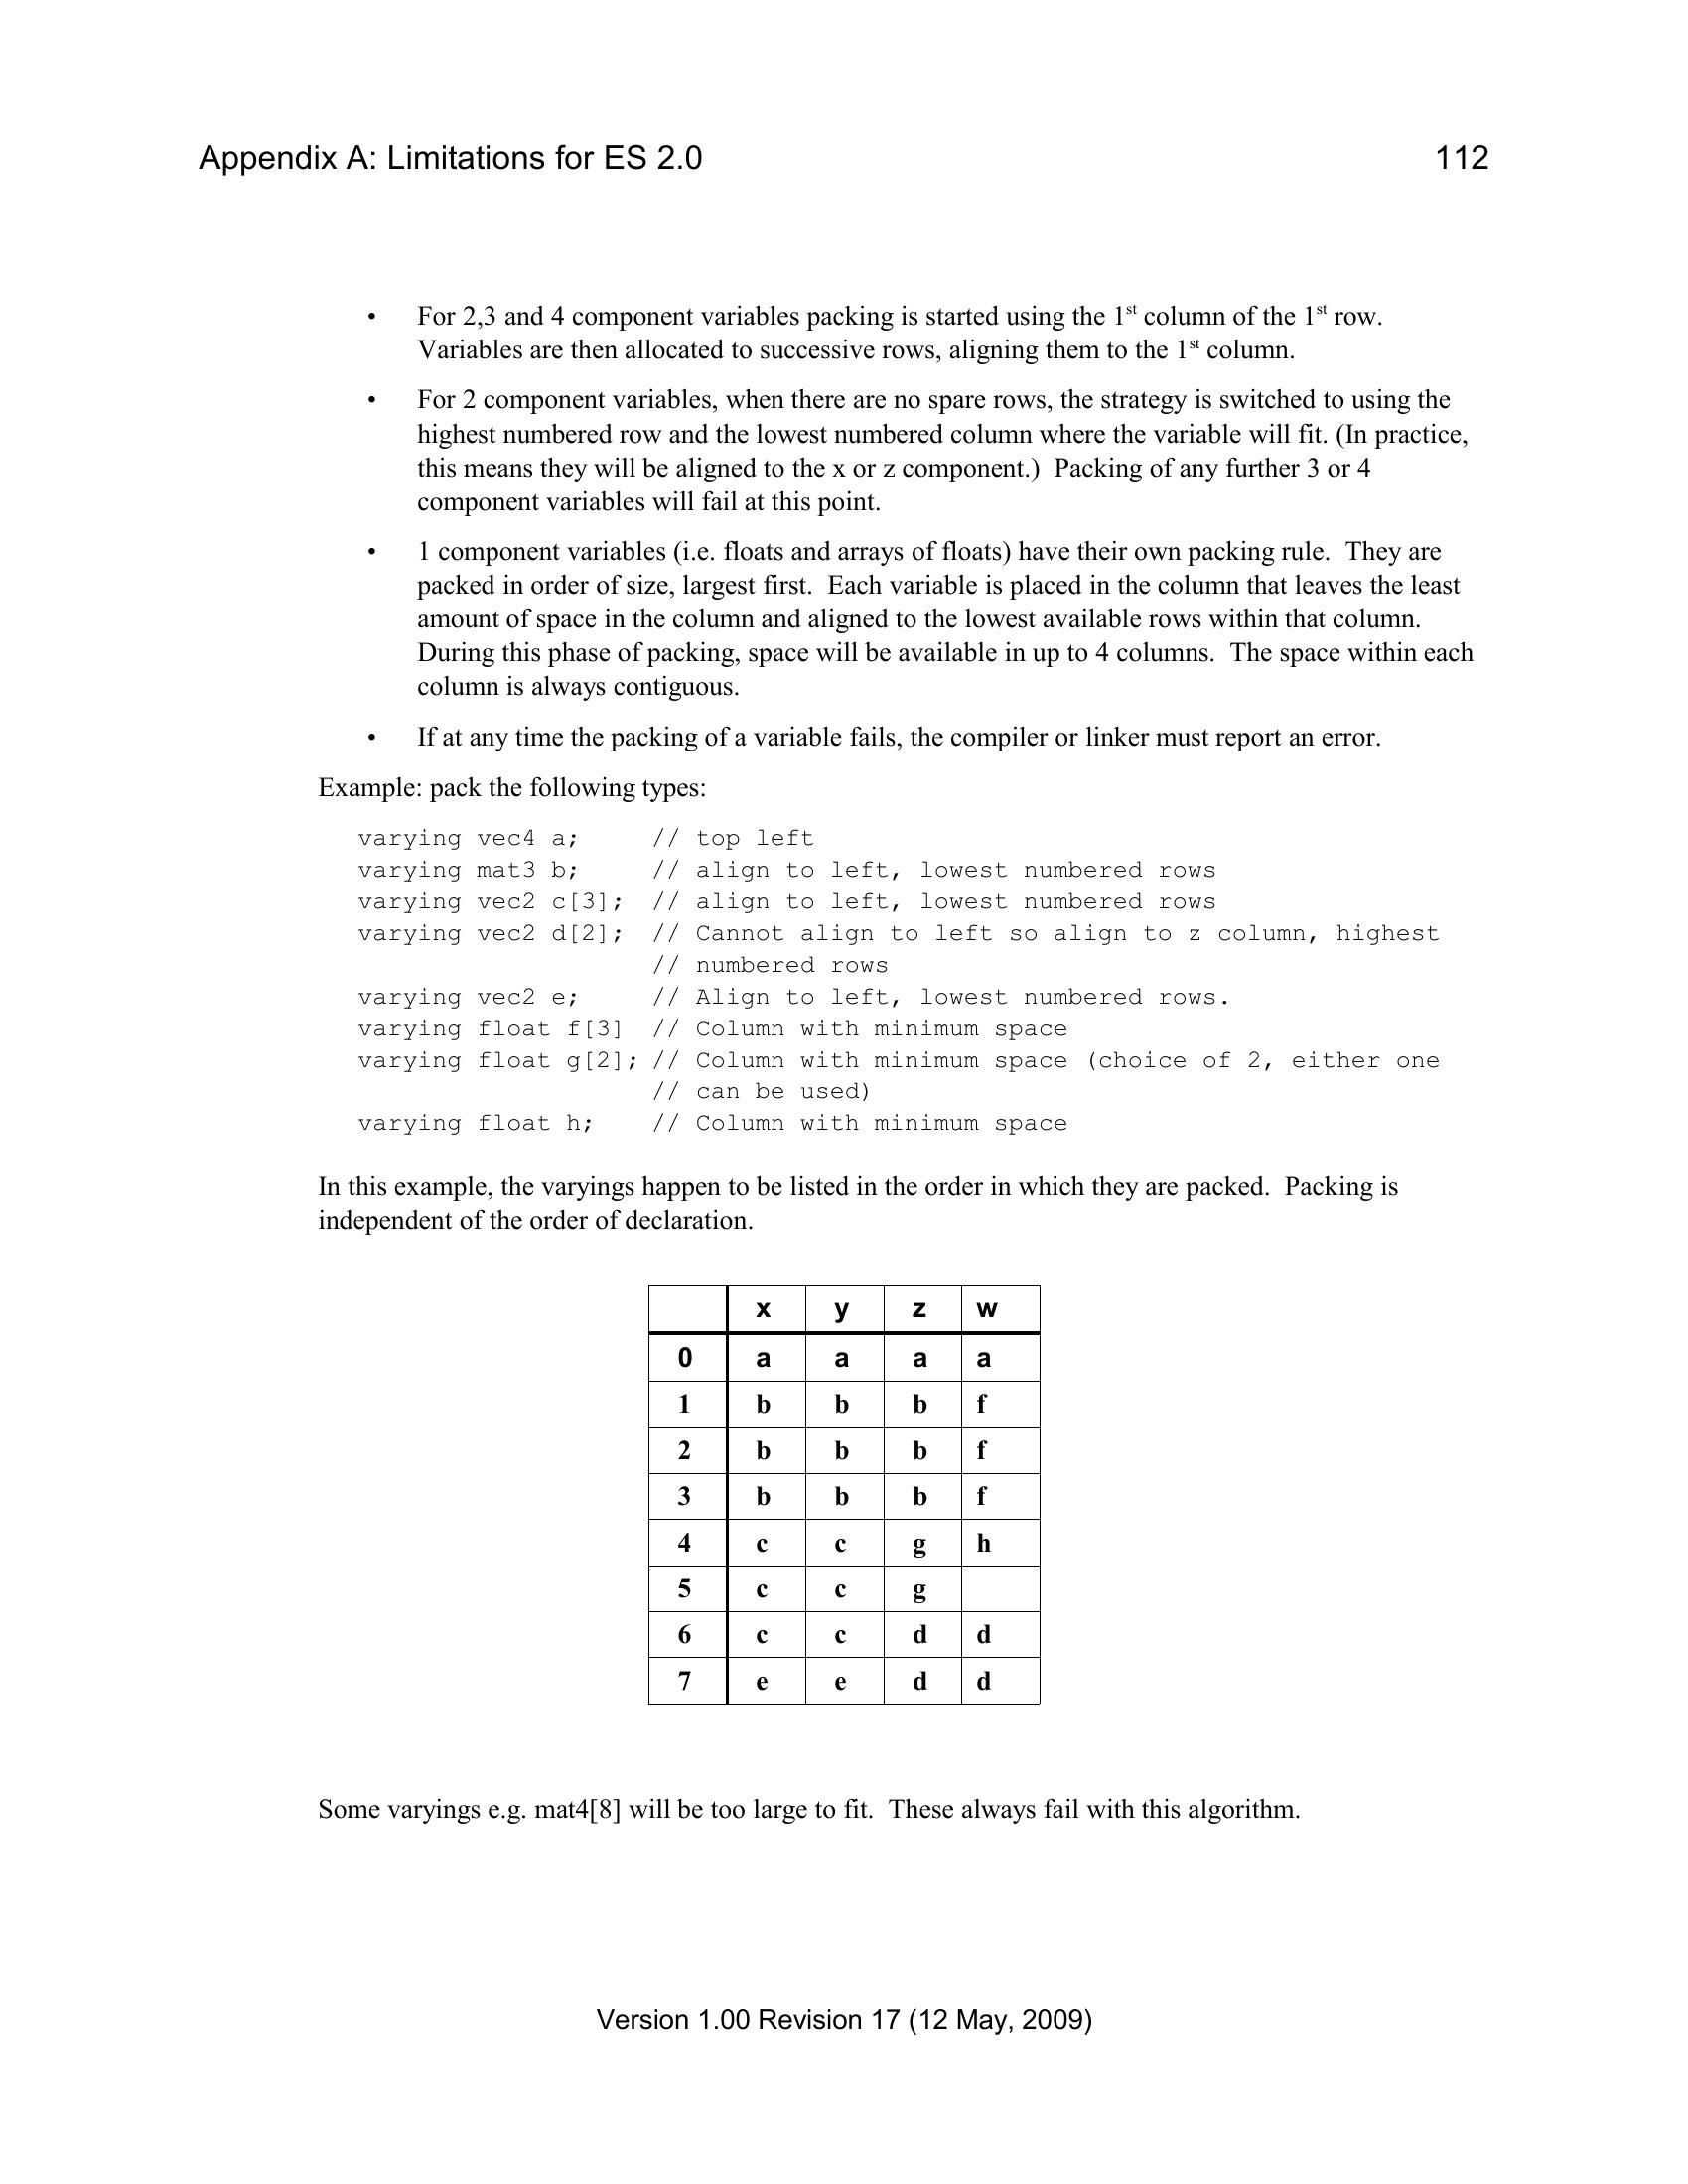 Appendix A: Limitations for ES 2.0 112
• For 2,3 and 4 component variables packing is started using the 1st column of the 1st row.
Variables are then allocated to successive rows, aligning them to the 1st column.
• For 2 component variables, when there are no spare rows, the strategy is switched to using the
highest numbered row and the lowest numbered column where the variable will fit. (In practice,
this means they will be aligned to the x or z component.)  Packing of any further 3 or 4
component variables will fail at this point.
• 1 component variables (i.e. floats and arrays of floats) have their own packing rule.  They are
packed in order of size, largest first.  Each variable is placed in the column that leaves the least
amount of space in the column and aligned to the lowest available rows within that column.
During this phase of packing, space will be available in up to 4 columns.  The space within each
column is always contiguous.
• If at any time the packing of a variable fails, the compiler or linker must report an error.
Example: pack the following types:
varying vec4 a;     // top left
varying mat3 b;     // align to left, lowest numbered rows
varying vec2 c[3];  // align to left, lowest numbered rows
varying vec2 d[2];  // Cannot align to left so align to z column, highest
// numbered rows
varying vec2 e;     // Align to left, lowest numbered rows.
varying float f[3]  // Column with minimum space
varying float g[2]; // Column with minimum space (choice of 2, either one
// can be used)
varying float h;    // Column with minimum space
In this example, the varyings happen to be listed in the order in which they are packed.  Packing is
independent of the order of declaration.
x y z w
0 a a a a
1 b b b f
2 b b b f
3 b b b f
4 c c g h
5 c c g
6 c c d d
7 e e d d
Some varyings e.g. mat4[8] will be too large to fit.  These always fail with this algorithm.
Version 1.00 Revision 17 (12 May, 2009)